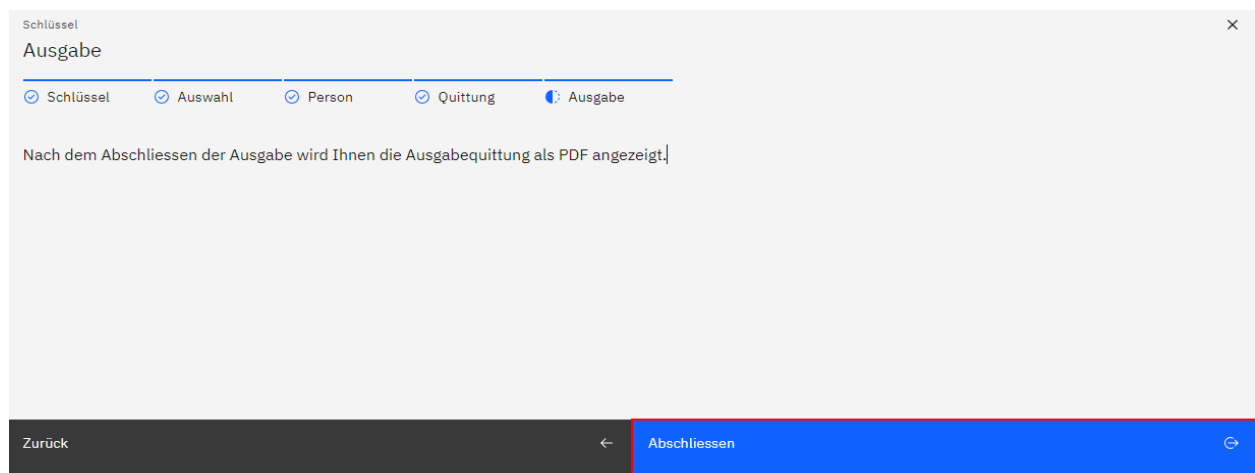 Schlüssel
Ausgabe
Schlüssel Auswahl Person Quittung Ausgabe
Nach dem Abschliessen der Ausgabe wird Ihnen die Ausgabequittung als PDF angezeigt.
Zurück Abschliessen